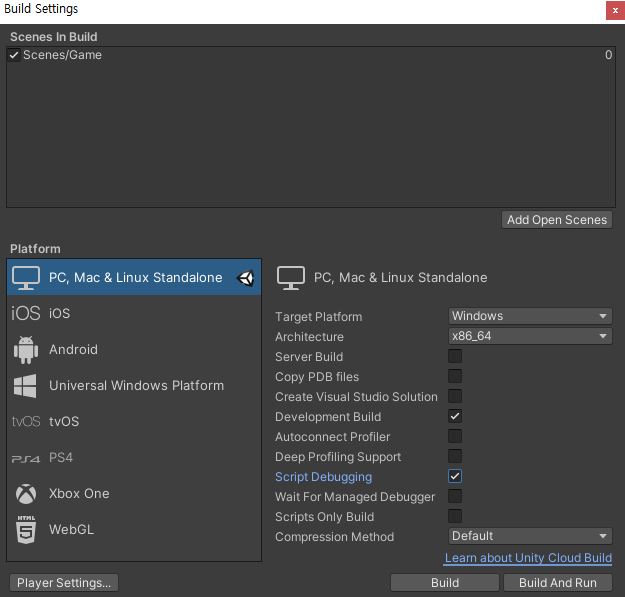 Build Settings
x
Scenes In Build
Scenes/Game 0
Add Open Scenes
Platform
PC, Mac & Linux Standalone
iOS iOS
Android
Universal Windows Platform
tvOS tvOS
PS4 PS4
Xbox One
HTML 5 WebGL
PC, Mac & Linux Standalone
Target Platform Windows
Architecture x86_64
Server Build
Copy PDB files
Create Visual Studio Solution
Development Build
Autoconnect Profiler
Deep Profiling Support
Script Debugging
Wait For Managed Debugger
Scripts Only Build
Compression Method Default
Learn about Unity Cloud Build
Player Settings... Build Build And Run